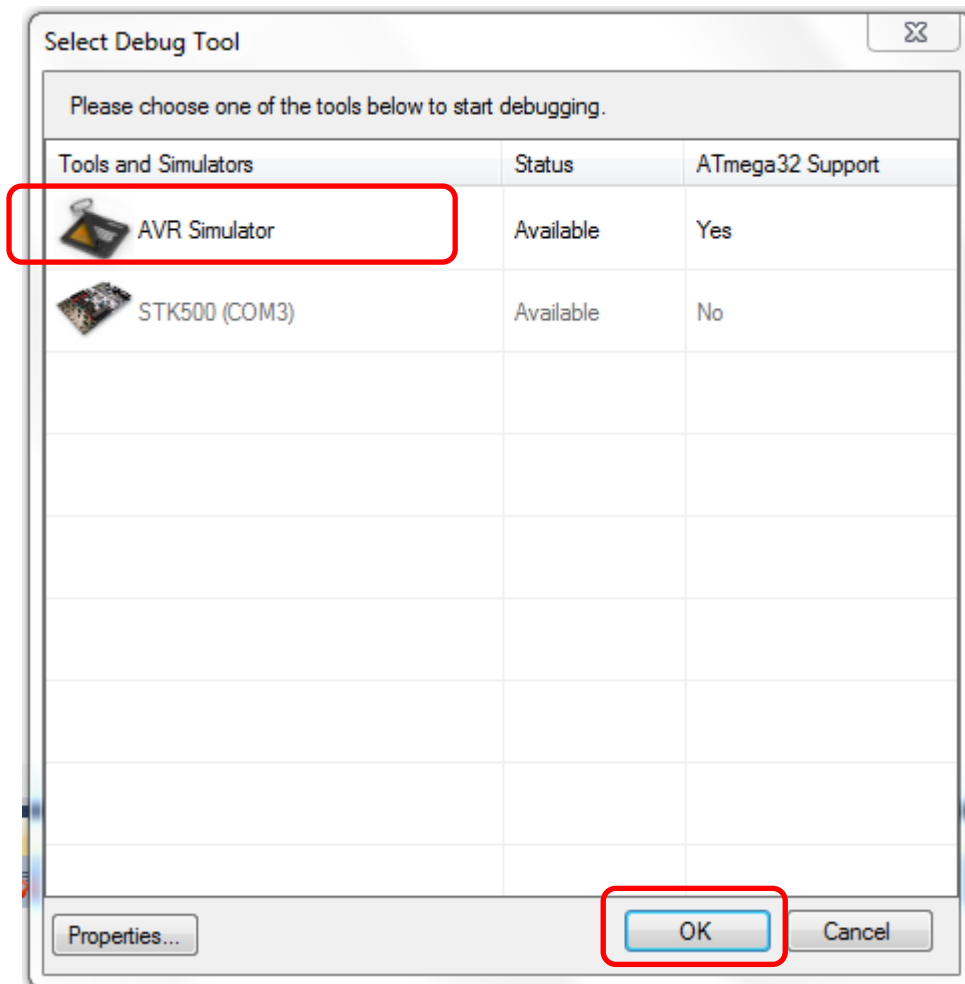 Select Debug Tool
Please choose one of the tools below to start debugging.
Tools and Simulators Status ATmega32 Support
AVR Simulator Available Yes
STK500 (COM3) Available No
Properties... OK Cancel